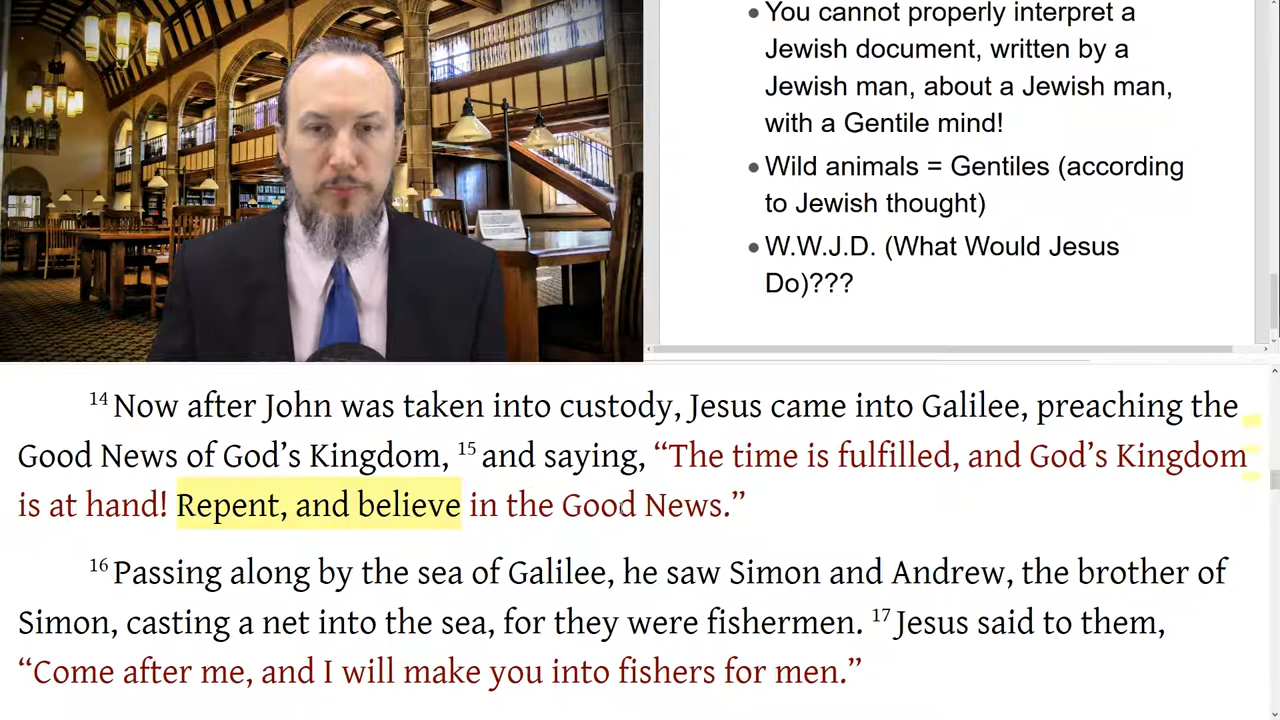 You cannot properly interpret a
Jewish document, written by a
Jewish man, about a Jewish man,
with a Gentile mind!
Wild animals = Gentiles (according
to Jewish thought)
W.W.J.D. (What Would Jesus
Do)???
14 Now after John was taken into custody, Jesus came into Galilee, preaching the
Good News of God’s Kingdom, 15 and saying, “The time is fulfilled, and God’s Kingdom
is at hand! Repent, and believe in the Good News.”
16 Passing along by the sea of Galilee, he saw Simon and Andrew, the brother of
Simon, casting a net into the sea, for they were fishermen. 17 Jesus said to them,
“Come after me, and I will make you into fishers for men.”